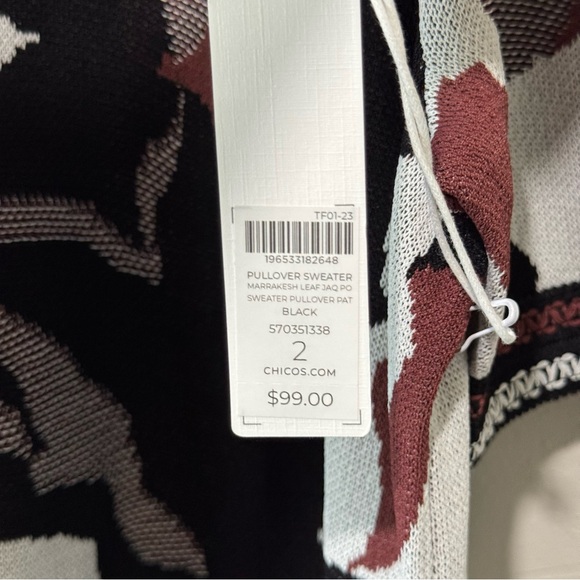 TF01-23
196533182648
PULLOVER SWEATER
MARRAKESH LEAF JAQ PO
SWEATER PULLOVER PAT
BLACK
570351338
2
CHICOS.COM
$99.00